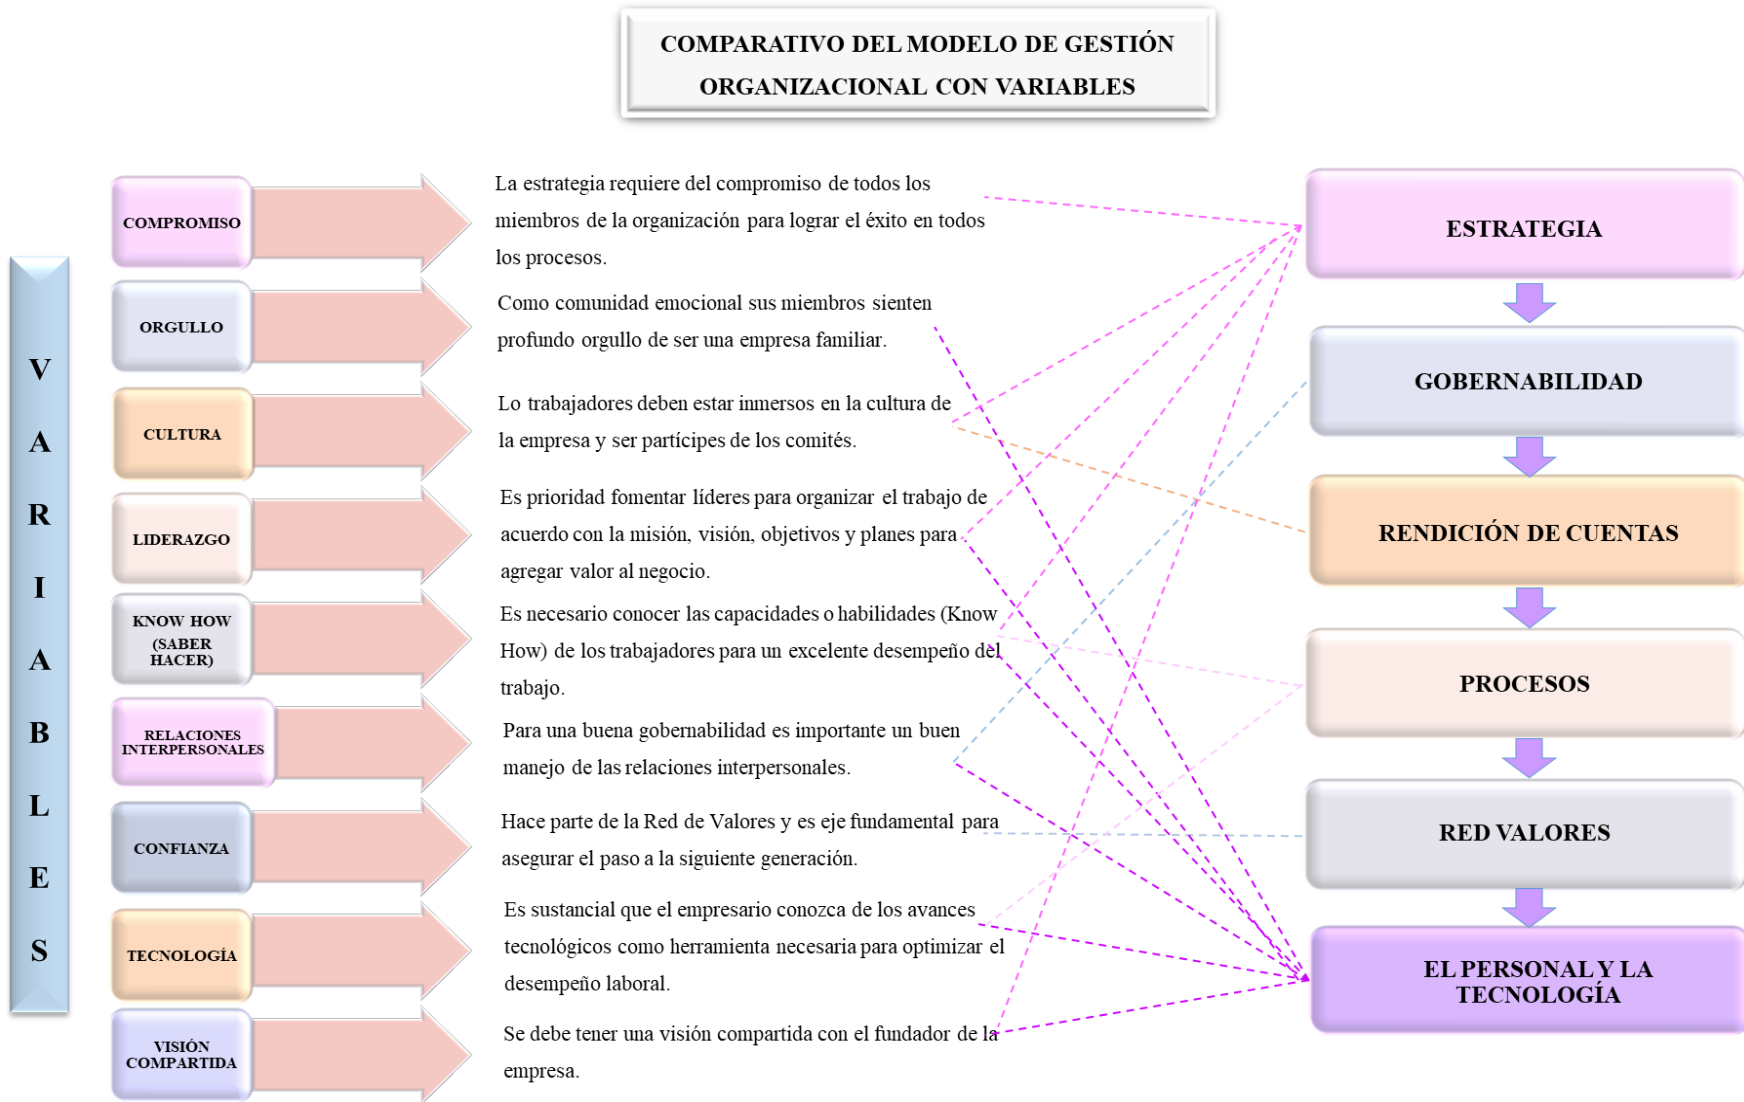 COMPARATIVO DEL MODELO DE GESTIÓN
ORGANIZACIONAL CON VARIABLES
VARIABLES
COMPROMISO
La estrategia requiere del compromiso de todos los
miembros de la organización para lograr el éxito en todos
los procesos.
ORGULLO
Como comunidad emocional sus miembros sienten
profundo orgullo de ser una empresa familiar.
CULTURA
Lo trabajadores deben estar inmersos en la cultura de
la empresa y ser partícipes de los comités.
LIDERAZGO
Es prioridad fomentar líderes para organizar el trabajo de
acuerdo con la misión, visión, objetivos y planes para
agregar valor al negocio.
KNOW HOW
(SABER
HACER)
Es necesario conocer las capacidades o habilidades (Know
How) de los trabajadores para un excelente desempeño del
trabajo.
RELACIONES
INTERPERSONALES
Para una buena gobernabilidad es importante un buen
manejo de las relaciones interpersonales.
CONFIANZA
Hace parte de la Red de Valores y es eje fundamental para
asegurar el paso a la siguiente generación.
TECNOLOGÍA
Es sustancial que el empresario conozca de los avances
tecnológicos como herramienta necesaria para optimizar el
desempeño laboral.
VISIÓN
COMPARTIDA
Se debe tener una visión compartida con el fundador de la
empresa.
ESTRATEGIA
GOBERNABILIDAD
RENDICIÓN DE CUENTAS
PROCESOS
RED VALORES
EL PERSONAL Y LA
TECNOLOGÍA